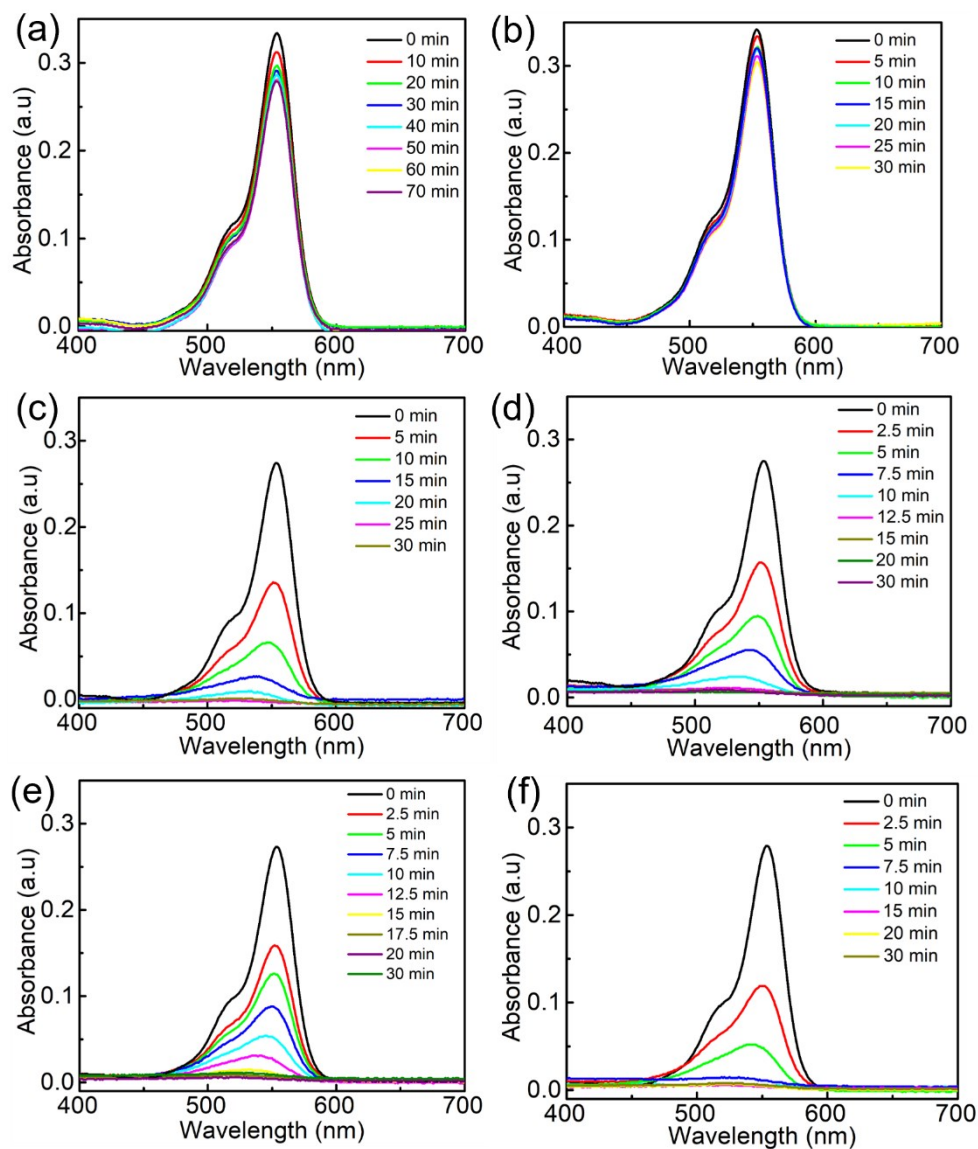 (a)
0 min
10 min
20 min
30 min
40 min
50 min
60 min
70 min
Absorbance (a.u)
0.3
0.2
0.1
0.0
400 500 600 700
Wavelength (nm)
(b)
0 min
5 min
10 min
15 min
20 min
25 min
30 min
Absorbance (a.u)
0.3
0.2
0.1
0.0
400 500 600 700
Wavelength (nm)
(c)
0 min
5 min
10 min
15 min
20 min
25 min
30 min
Absorbance (a.u)
0.3
0.2
0.1
0.0
400 500 600 700
Wavelength (nm)
(d)
0 min
2.5 min
5 min
7.5 min
10 min
12.5 min
15 min
20 min
30 min
Absorbance (a.u)
0.3
0.2
0.1
0.0
400 500 600 700
Wavelength (nm)
(e)
0 min
2.5 min
5 min
7.5 min
10 min
12.5 min
15 min
17.5 min
20 min
30 min
Absorbance (a.u)
0.3
0.2
0.1
0.0
400 500 600 700
Wavelength (nm)
(f)
0 min
2.5 min
5 min
7.5 min
10 min
15 min
20 min
30 min
Absorbance (a.u)
0.3
0.2
0.1
0.0
400 500 600 700
Wavelength (nm)